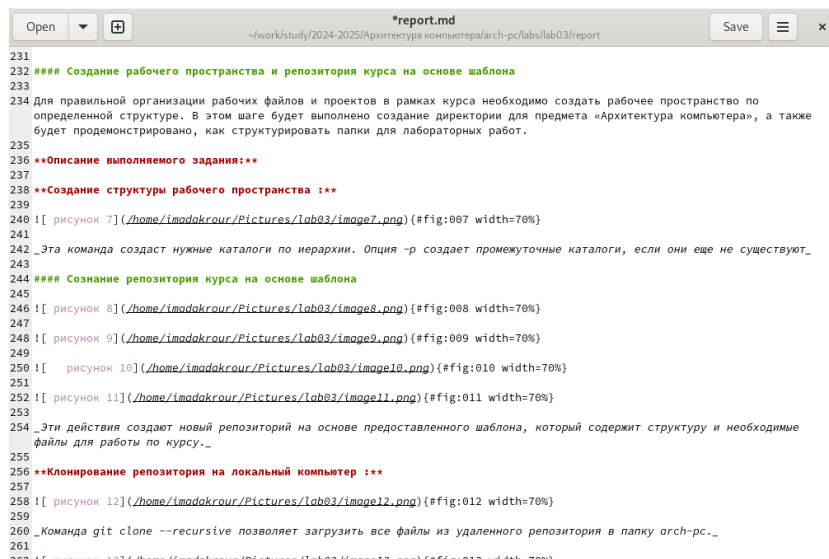 Open
*report.md
~/work/study/2024-2025/Архитектура компьютера/arch-pc/labs/lab03/report
Save
231
232 #### Создание рабочего пространства и репозитория курса на основе шаблона
233
234 Для правильной организации рабочих файлов и проектов в рамках курса необходимо создать рабочее пространство по
определенной структуре. В этом шаге будет выполнено создание директории для предмета «Архитектура компьютера», а также
будет продемонстрировано, как структурировать папки для лабораторных работ.
235
236 **Описание выполняемого задания:**
237
238 **Создание структуры рабочего пространства :**
239
240 ![ рисунок 7](/home/imadakrour/Pictures/lab03/image7.png){#fig:007 width=70%}
241
242 _Эта команда создаст нужные каталоги по иерархии. Опция -p создает промежуточные каталоги, если они еще не существуют_
243
244 #### Сознание репозитория курса на основе шаблона
245
246 ![ рисунок 8](/home/imadakrour/Pictures/lab03/image8.png){#fig:008 width=70%}
247
248 ![ рисунок 9](/home/imadakrour/Pictures/lab03/image9.png){#fig:009 width=70%}
249
250 ![   рисунок 10](/home/imadakrour/Pictures/lab03/image10.png){#fig:010 width=70%}
251
252 ![ рисунок 11](/home/imadakrour/Pictures/lab03/image11.png){#fig:011 width=70%}
253
254 _Эти действия создают новый репозиторий на основе предоставленного шаблона, который содержит структуру и необходимые
файлы для работы по курсу._
255
256 **Клонирование репозитория на локальный компьютер :**
257
258 ![ рисунок 12](/home/imadakrour/Pictures/lab03/image12.png){#fig:012 width=70%}
259
260 _Команда git clone --recursive позволяет загрузить все файлы из удаленного репозитория в папку arch-pc._
261